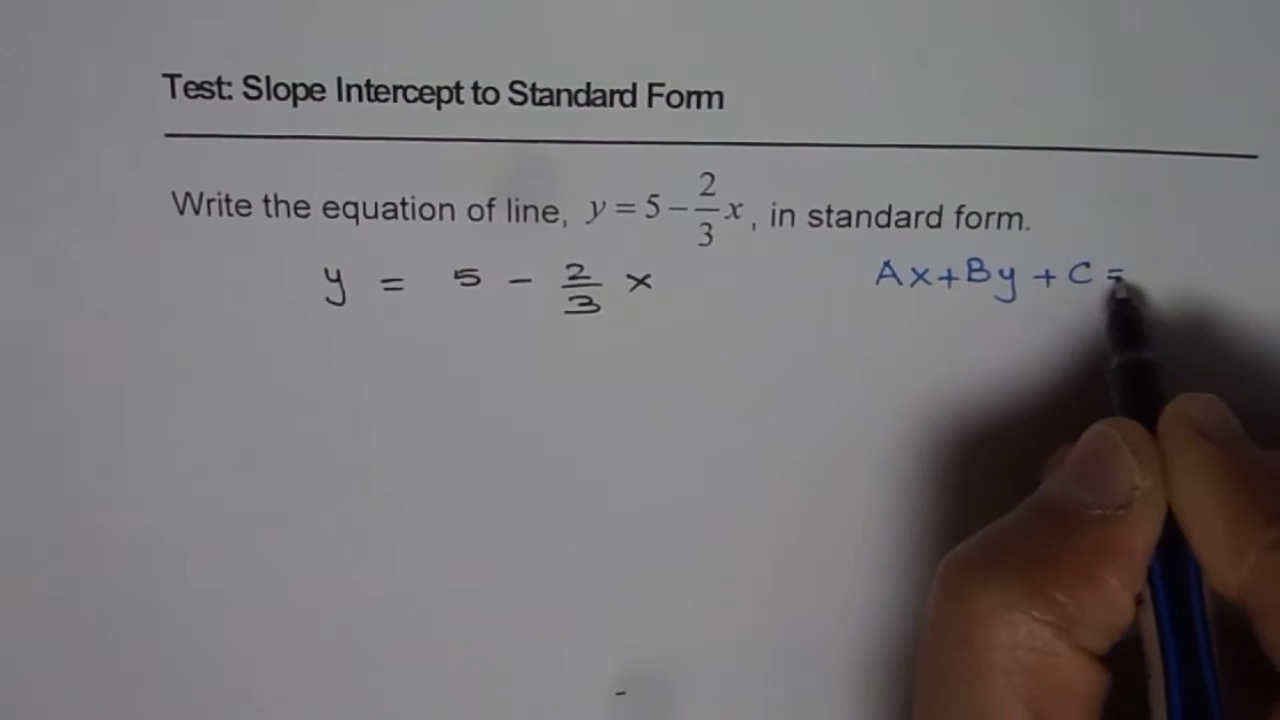 Test: Slope Intercept to Standard Form
Write the equation of line, y = 5 − 2/3 x, in standard form.
y = 5 − 2/3 x
Ax + By + C =